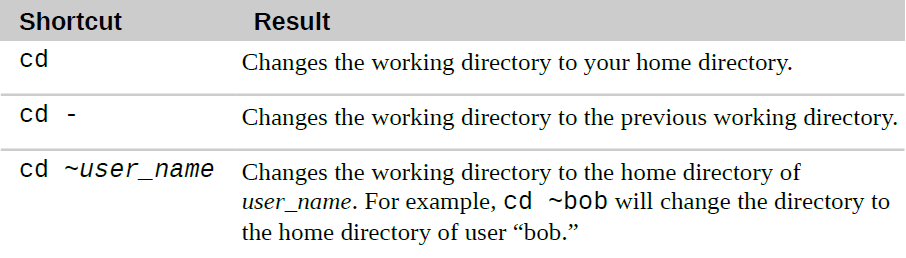 Shortcut Result
cd Changes the working directory to your home directory.
cd - Changes the working directory to the previous working directory.
cd ~user_name Changes the working directory to the home directory of
user_name. For example, cd ~bob will change the directory to
the home directory of user “bob.”